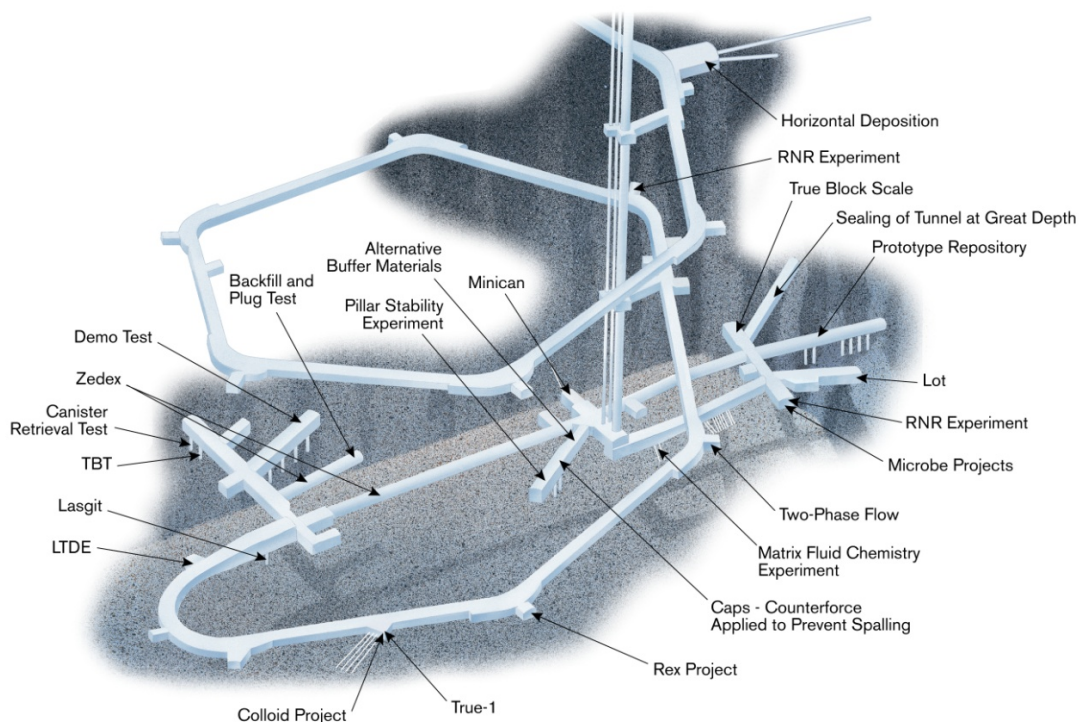 Horizontal Deposition
RNR Experiment
True Block Scale
Sealing of Tunnel at Great Depth
Prototype Repository
Alternative
Buffer Materials
Minican
Backfill and
Plug Test
Pillar Stability
Experiment
Demo Test
Zedex
Canister
Retrieval Test
TBT
Lasgit
LTDE
Lot
RNR Experiment
Microbe Projects
Two-Phase Flow
Matrix Fluid Chemistry
Experiment
Caps - Counterforce
Applied to Prevent Spalling
Rex Project
True-1
Colloid Project